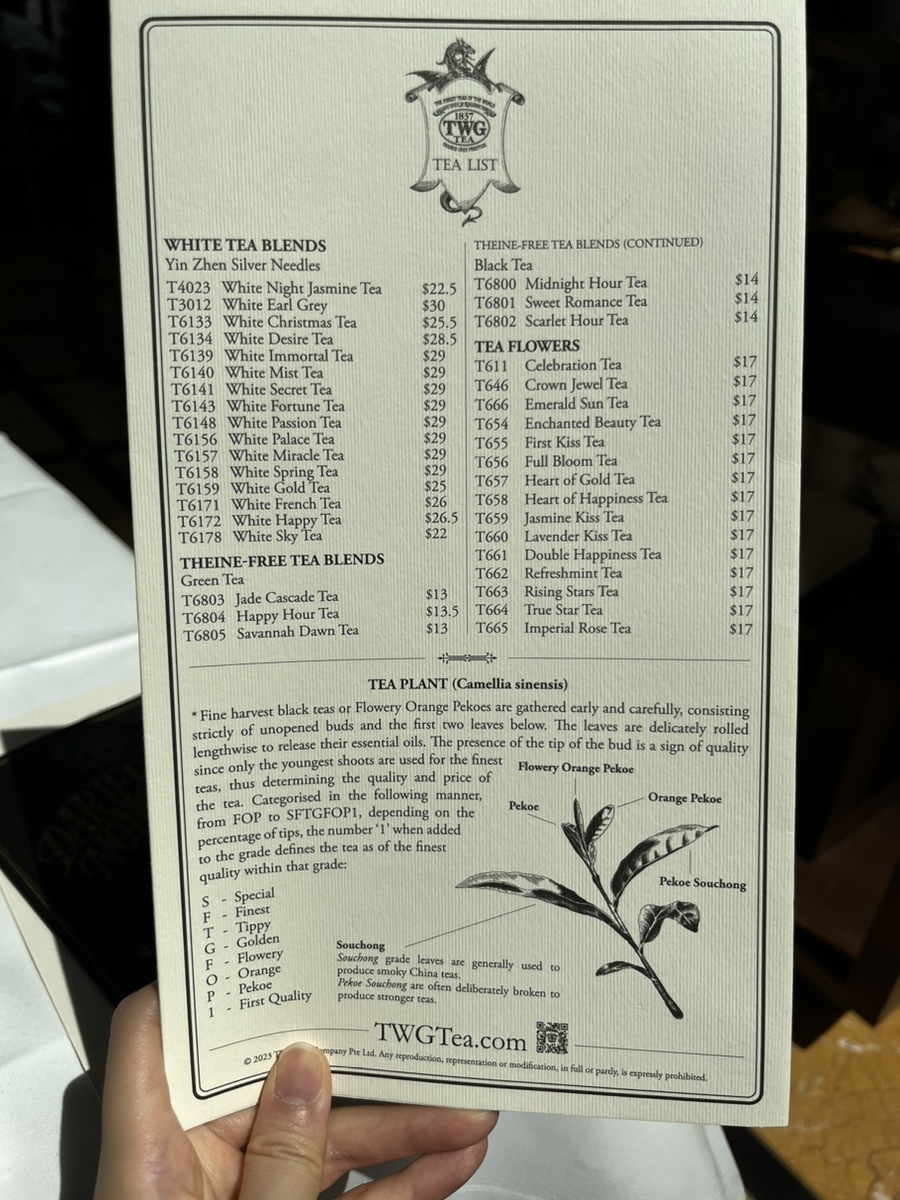 THE FINEST TEAS OF THE WORLD
1837
TWG
TEA
TEA LIST
WHITE TEA BLENDS
Yin Zhen Silver Needles
T4023 White Night Jasmine Tea $22.5
T3012 White Earl Grey $30
T6133 White Christmas Tea $25.5
T6134 White Desire Tea $28.5
T6139 White Immortal Tea $29
T6140 White Mist Tea $29
T6141 White Secret Tea $29
T6143 White Fortune Tea $29
T6148 White Passion Tea $29
T6156 White Palace Tea $29
T6157 White Miracle Tea $29
T6158 White Spring Tea $29
T6159 White Gold Tea $25
T6171 White French Tea $26
T6172 White Happy Tea $26.5
T6178 White Sky Tea $22
THEINE-FREE TEA BLENDS
Green Tea
T6803 Jade Cascade Tea $13
T6804 Happy Hour Tea $13.5
T6805 Savannah Dawn Tea $13
THEINE-FREE TEA BLENDS (CONTINUED)
Black Tea
T6800 Midnight Hour Tea $14
T6801 Sweet Romance Tea $14
T6802 Scarlet Hour Tea $14
TEA FLOWERS
T611 Celebration Tea $17
T646 Crown Jewel Tea $17
T666 Emerald Sun Tea $17
T654 Enchanted Beauty Tea $17
T655 First Kiss Tea $17
T656 Full Bloom Tea $17
T657 Heart of Gold Tea $17
T658 Heart of Happiness Tea $17
T659 Jasmine Kiss Tea $17
T660 Lavender Kiss Tea $17
T661 Double Happiness Tea $17
T662 Refreshmint Tea $17
T663 Rising Stars Tea $17
T664 True Star Tea $17
T665 Imperial Rose Tea $17
TEA PLANT (Camellia sinensis)
*Fine harvest black teas or Flowery Orange Pekoes are gathered early and carefully, consisting
strictly of unopened buds and the first two leaves below. The leaves are delicately rolled
lengthwise to release their essential oils. The presence of the tip of the bud is a sign of quality
since only the youngest shoots are used for the finest
teas, thus determining the quality and price of
the tea. Categorised in the following manner,
from FOP to SFTGFOP1, depending on the
percentage of tips, the number '1' when added
to the grade defines the tea as of the finest
quality within that grade:
S - Special
F - Finest
T - Tippy
G - Golden
F - Flowery
O - Orange
P - Pekoe
1 - First Quality
Flowery Orange Pekoe
Pekoe
Orange Pekoe
Pekoe Souchong
Souchong
Souchong grade leaves are generally used to
produce smoky China teas.
Pekoe Souchong are often deliberately broken to
produce stronger teas.
TWGTea.com
© 2023 Pte Ltd. Any reproduction, representation or modification, in full or partly, is expressly prohibited.